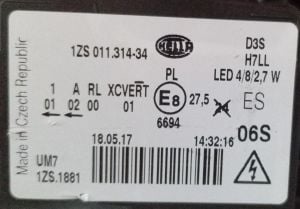 1ZS 011.314-34 HELLA D3S
H7LL
PL LED 4/8/2,7 W
1 A RL XCVERT E8 27,5 ES
01 02 00 01
6694 06S
18.05.17 14:32:16
UM7
1ZS.1881
Made in Czech Republic